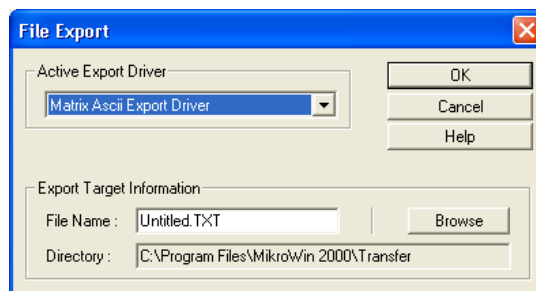 File Export
Active Export Driver
Matrix Ascii Export Driver
OK
Cancel
Help
Export Target Information
File Name : Untitled.TXT
Browse
Directory : C:\Program Files\MikroWin 2000\Transfer